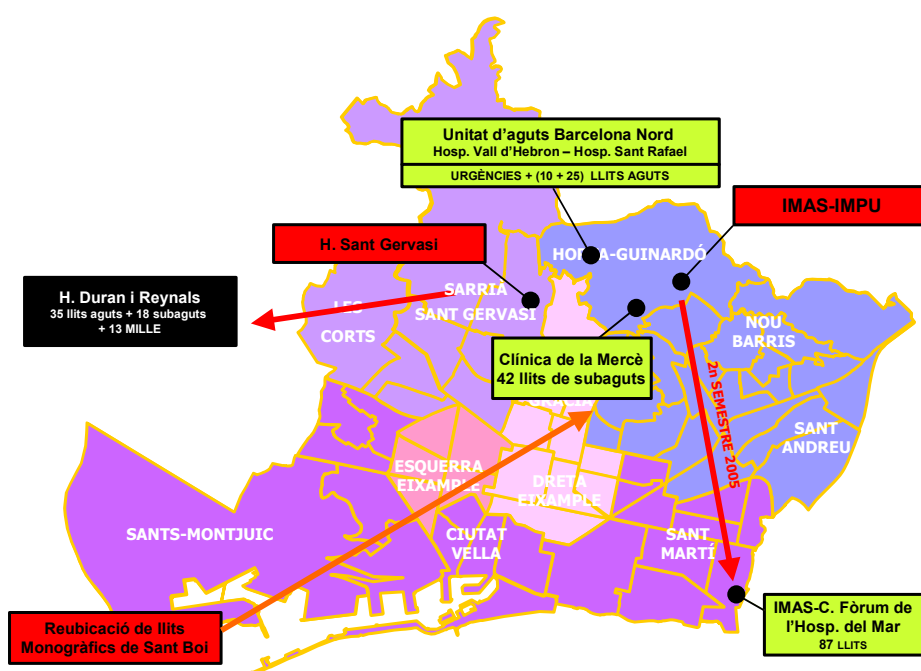 Unitat d'aguts Barcelona Nord
Hosp. Vall d'Hebron – Hosp. Sant Rafael
URGÈNCIES + (10 + 25) LLITS AGUTS
IMAS-IMPU
H. Sant Gervasi
HORTA-GUINARDÓ
H. Duran i Reynals
35 llits aguts + 18 subaguts
+ 13 MILLE
SARRIÀ
SANT GERVASI
LES
CORTS
NOU
BARRIS
Clínica de la Mercè
42 llits de subaguts
GRÀCIA
2n SEMESTRE 2005
SANT
ANDREU
ESQUERRA
EIXAMPLE
DRETA
EIXAMPLE
SANTS-MONTJUIC
CIUTAT
VELLA
SANT
MARTÍ
Reubicació de llits
Monogràfics de Sant Boi
IMAS-C. Fòrum de
l'Hosp. del Mar
87 LLITS